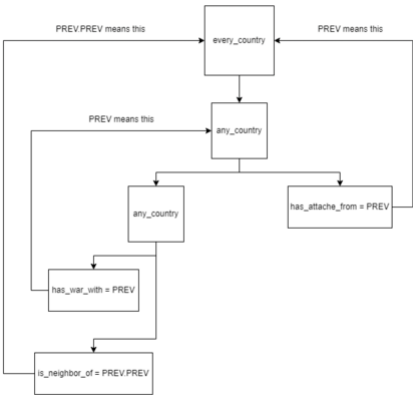 PREV.PREV means this
PREV means this
every_country
PREV means this
any_country
any_country
has_attache_from = PREV
has_war_with = PREV
is_neighbor_of = PREV.PREV